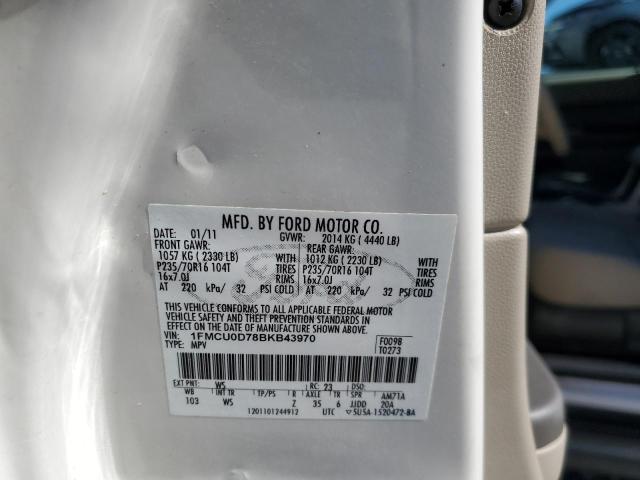 MFD. BY FORD MOTOR CO.
DATE: 01/11 GVWR: 2014 KG ( 4440 LB)
FRONT GAWR: REAR GAWR:
1057 KG ( 2330 LB) 1012 KG ( 2230 LB)
P235/70R16 104T TIRES P235/70R16 104T TIRES
16x7.0J RIMS 16x7.0J RIMS
AT 220 kPa/ 32 PSI COLD AT 220 kPa/ 32 PSI COLD
THIS VEHICLE CONFORMS TO ALL APPLICABLE FEDERAL MOTOR
VEHICLE SAFETY AND THEFT PREVENTION STANDARDS IN EFFECT ON THE DATE OF MANUFACTURE SHOWN ABOVE.
VIN: 1FMCU0D78BKB43970 F0098
TYPE: MPV T0273
EXT PNT: WS RC: 23 DSO:
WB INT TR TP/PS R AXLE TR SPR AM71A
103 WS Z 35 6 JJDD 20A
1201101244912 UTC 5U5A-1520472-BA
Ford